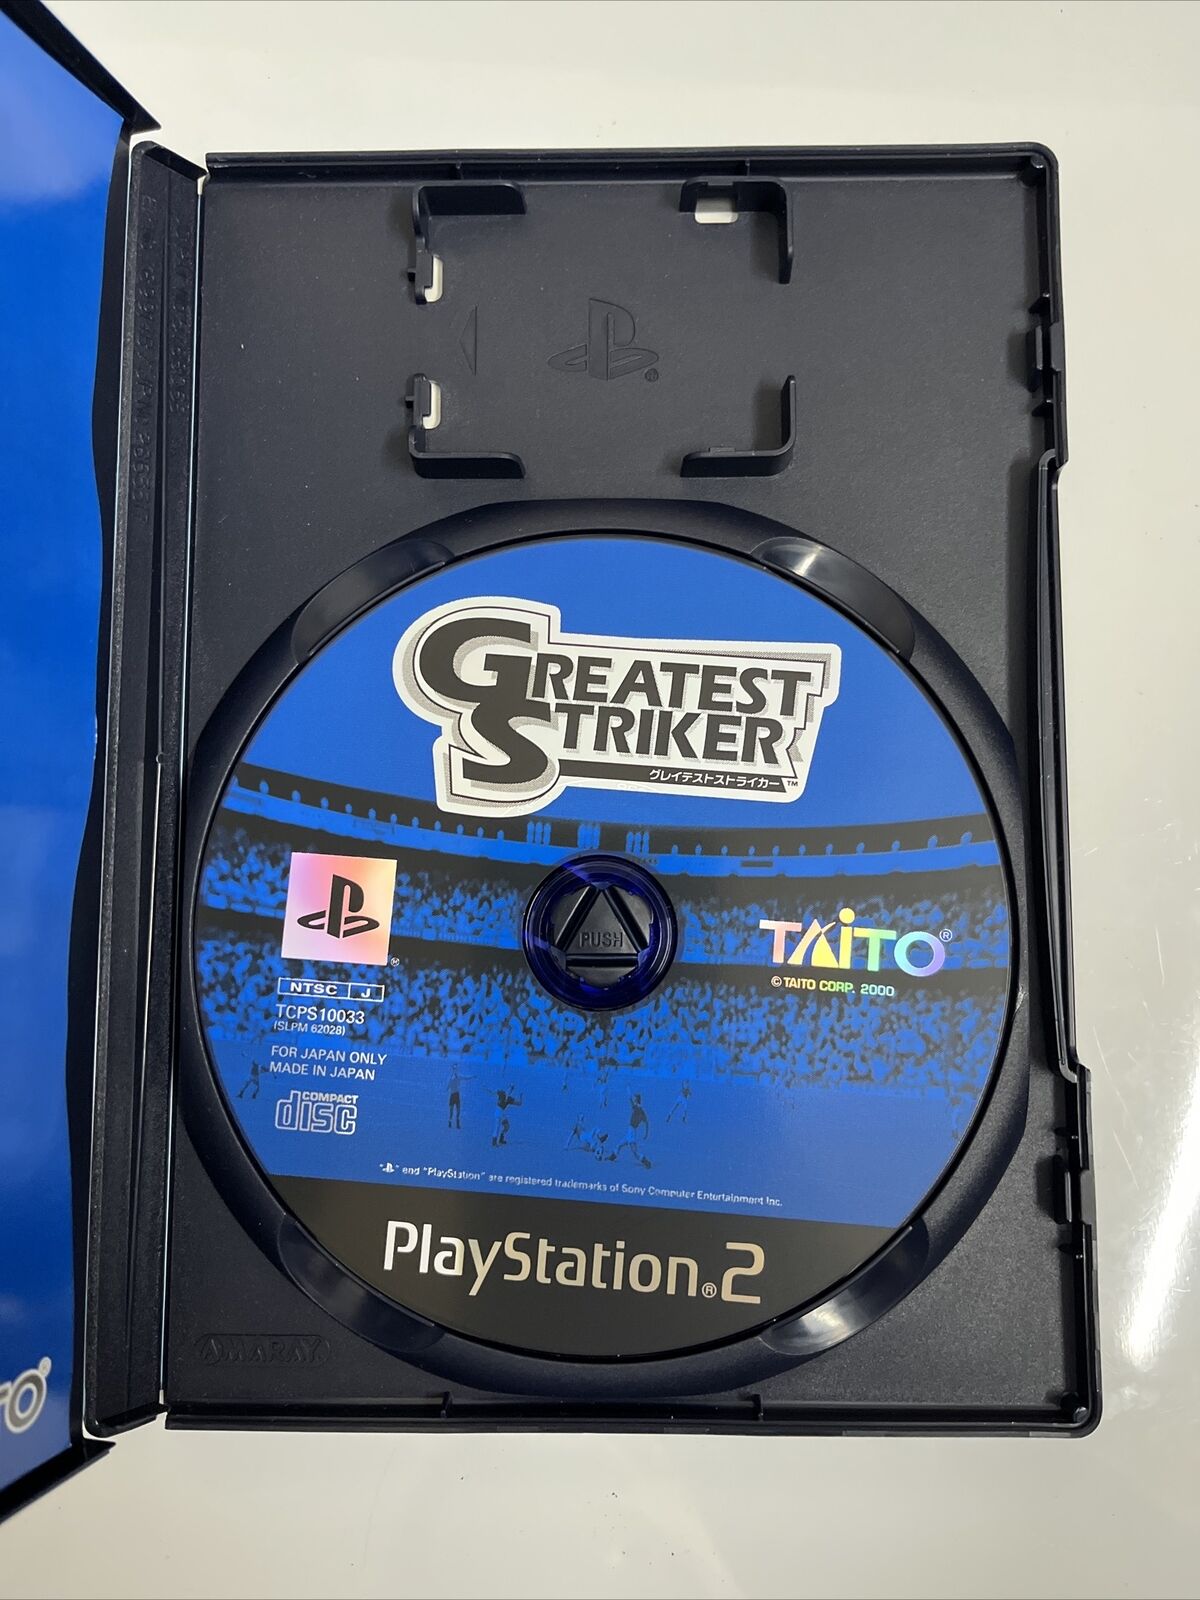 GREATEST
STRIKER
グレイテストストライカー™
TAITO®
© TAITO CORP. 2000
PUSH
NTSC J
TCPS10033
(SLPM 62028)
FOR JAPAN ONLY
MADE IN JAPAN
COMPACT
disc
" " and "PlayStation" are registered trademarks of Sony Computer Entertainment Inc.
PlayStation®2
AMARAY
TO®